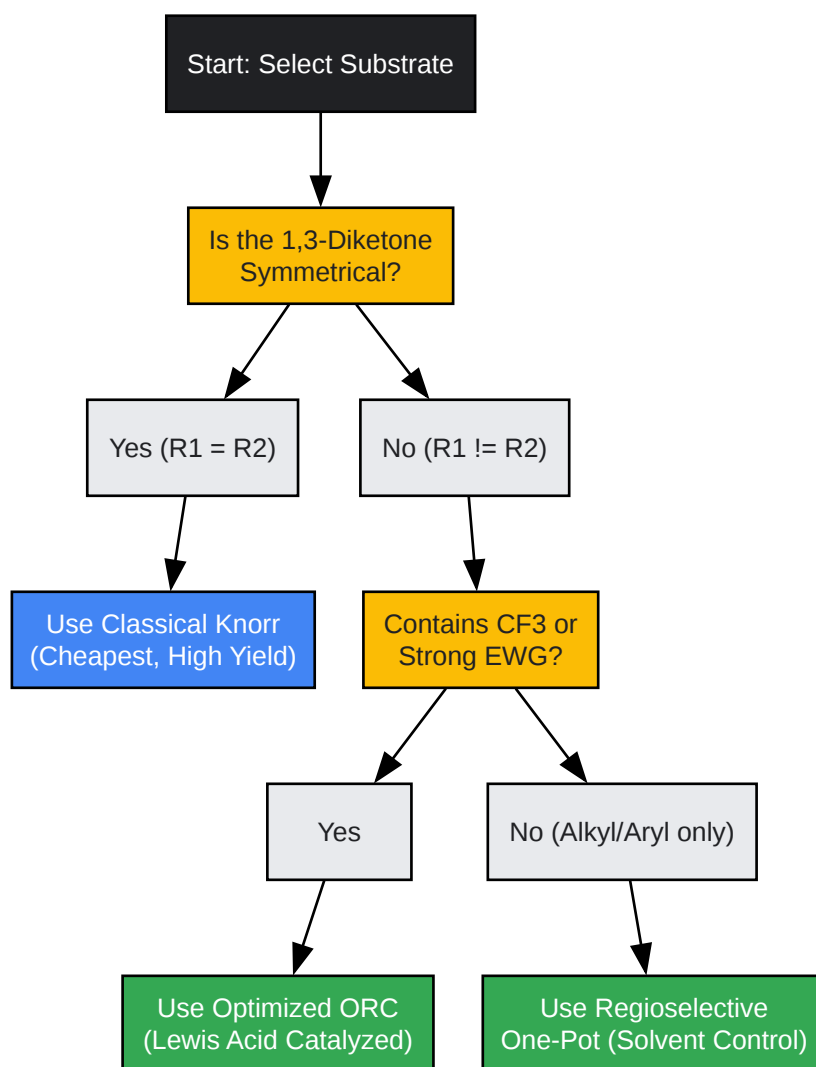 Start: Select Substrate
Is the 1,3-Diketone
Symmetrical?
Yes (R1 = R2)
No (R1 != R2)
Use Classical Knorr
(Cheapest, High Yield)
Contains CF3 or
Strong EWG?
Yes
No (Alkyl/Aryl only)
Use Optimized ORC
(Lewis Acid Catalyzed)
Use Regioselective
One-Pot (Solvent Control)